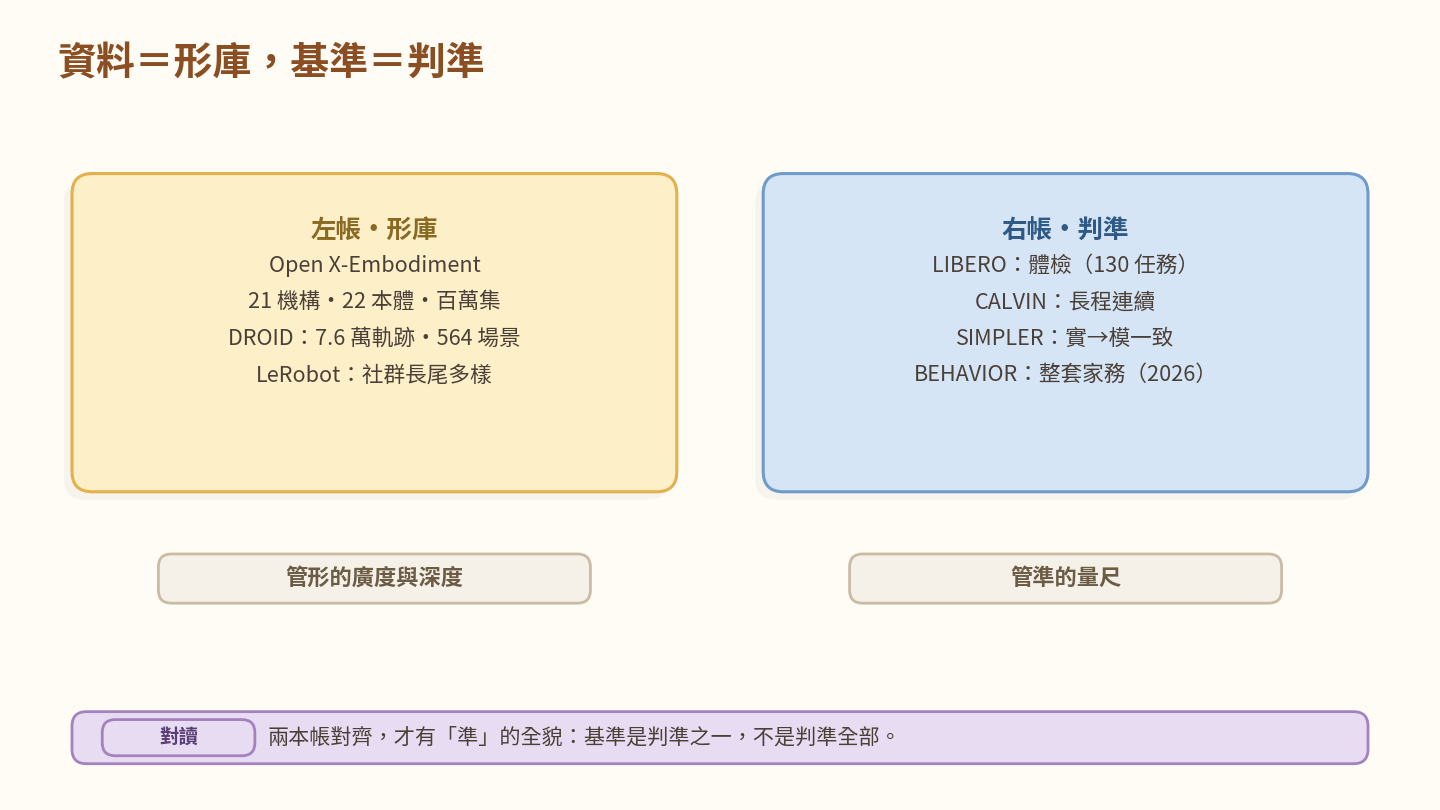 資料＝形庫，基準＝判準
左帳・形庫
Open X-Embodiment
21 機構・22 本體・百萬集
DROID：7.6 萬軌跡・564 場景
LeRobot：社群長尾多樣
右帳・判準
LIBERO：體檢（130 任務）
CALVIN：長程連續
SIMPLER：實→模一致
BEHAVIOR：整套家務（2026）
管形的廣度與深度
管準的量尺
對讀
兩本帳對齊，才有「準」的全貌：基準是判準之一，不是判準全部。